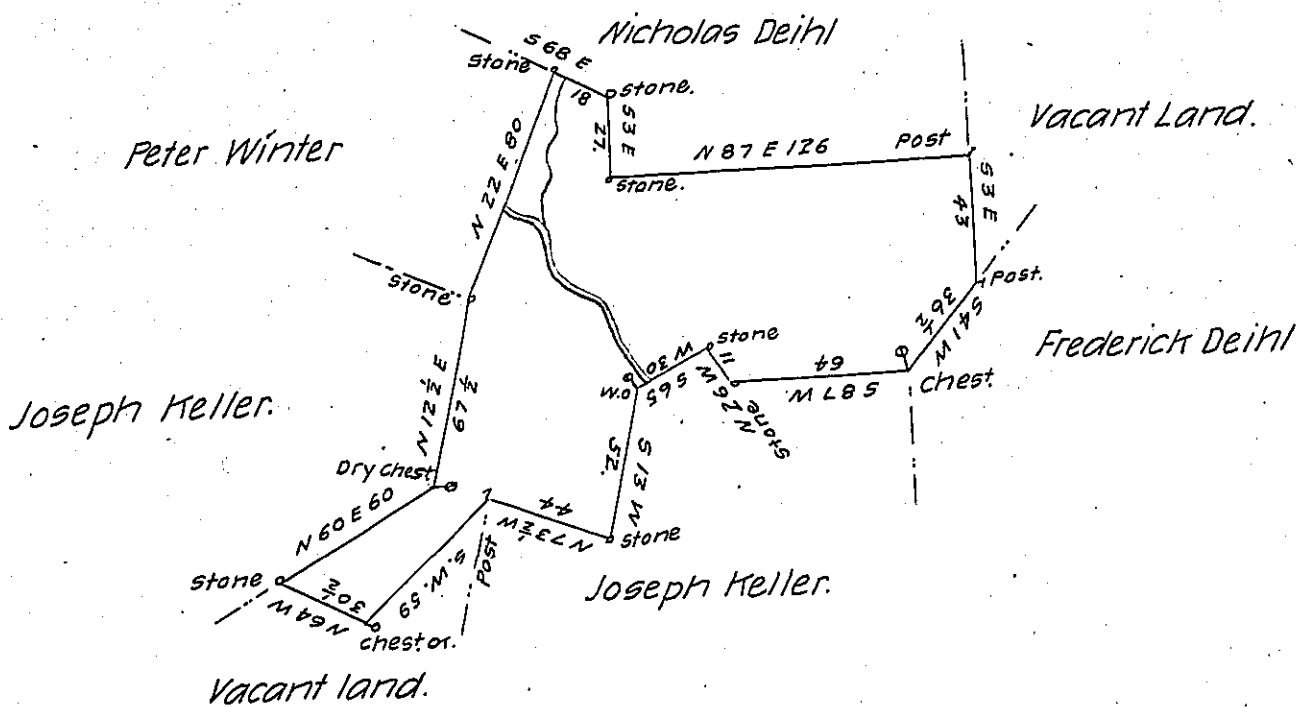 Nicholas Deihl
S 68 E
18
stone
stone.
S3E
27.
stone.
N 87 E 126
Post
Vacant Land.
S3E
43
Post.
Peter Winter
N 22 E 80
stone
Frederick Deihl
S41W
36½
chest.
S 87 W
64
stone
N 26 W
11
stone
S 65 W 30
W.O
S 13 W
52.
stone
Joseph Keller.
N 12½ E
67½
Dry chest
N 73½ W
44
Post
S. W. 59
Joseph Keller.
N 60 E 60
stone
N 64 W
30½
chest or.
Vacant land.